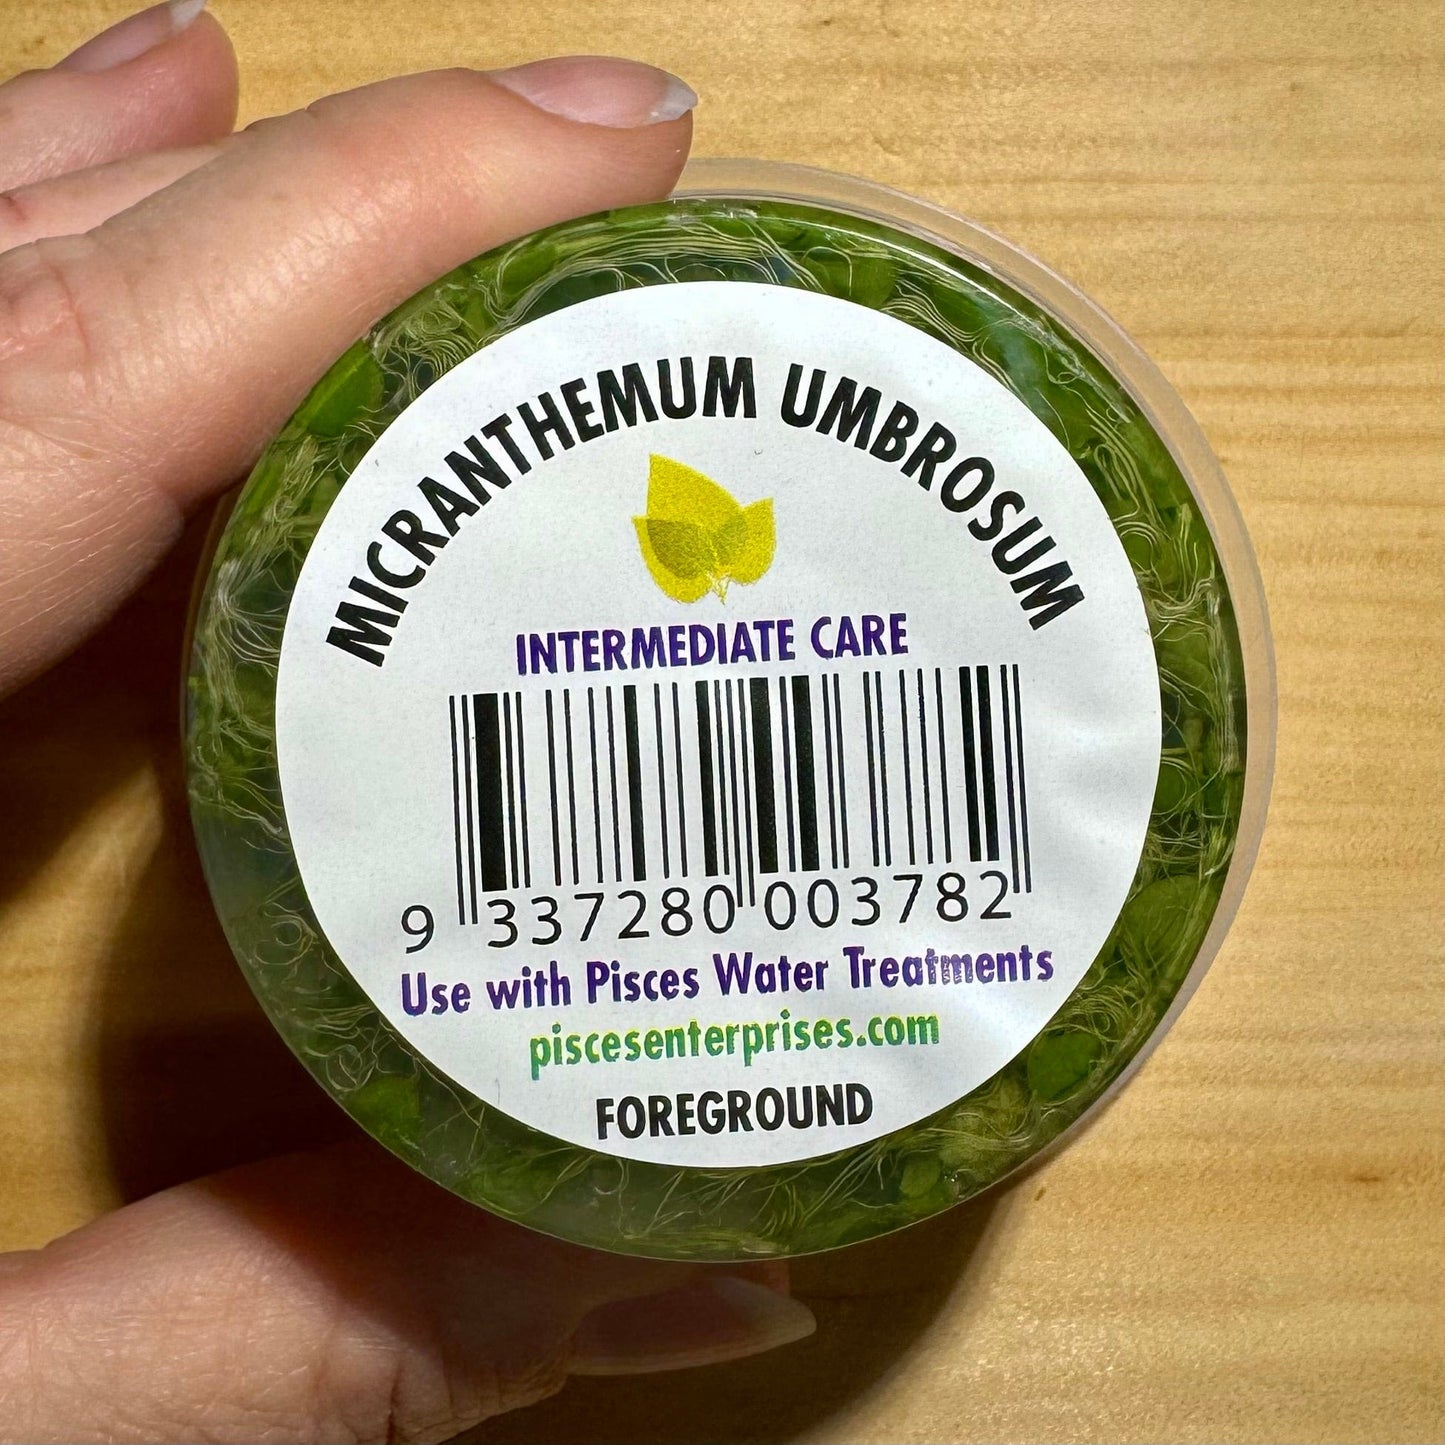 MICRANTHEMUM UMBROSUM
INTERMEDIATE CARE
9 337280 003782
Use with Pisces Water Treatments
piscesenterprises.com
FOREGROUND